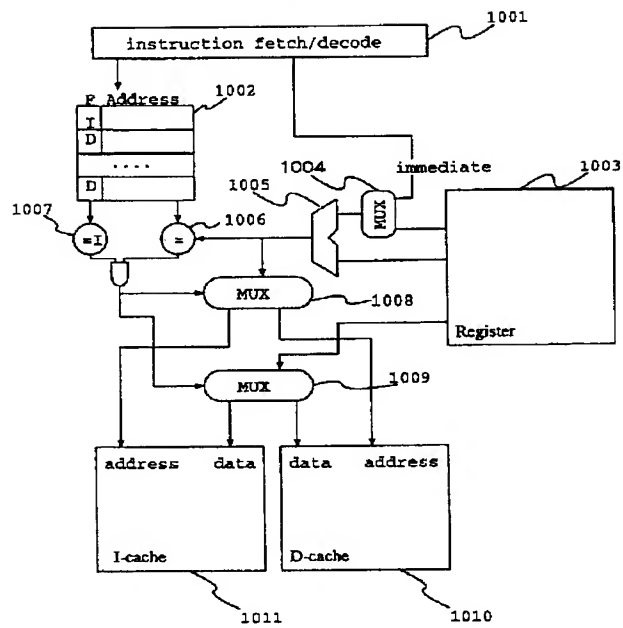 1001
instruction fetch/decode
F Address
1002
I
D
....
D
1004
immediate
1003
1005
MUX
1007
=I
=
1006
MUX
1008
Register
MUX
1009
address data
data address
I-cache
D-cache
1011
1010